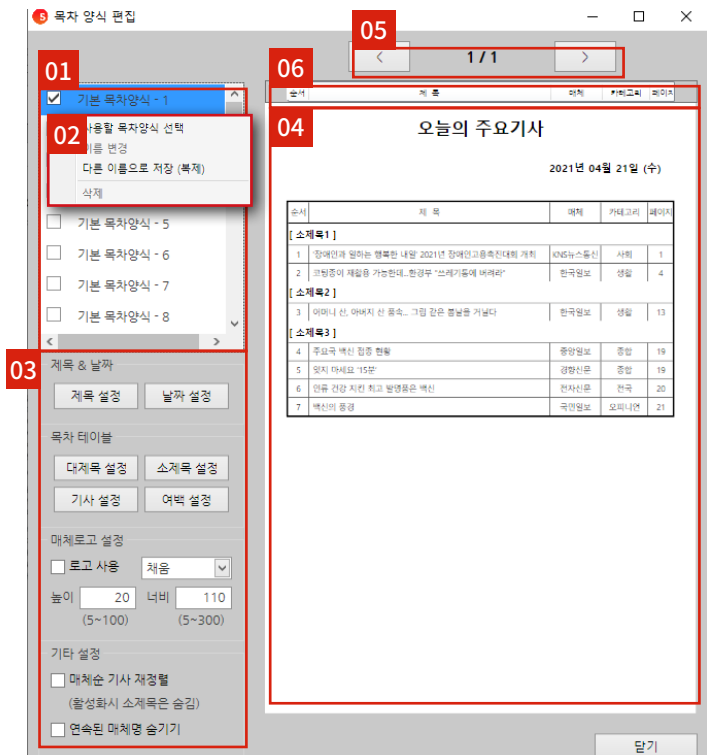 5 목차 양식 편집
05
< 1 / 1 >
01
06
순서 제 목 매체 카테고리 페이지
기본 목차양식 - 1
02
사용할 목차양식 선택
이름 변경
다른 이름으로 저장 (복제)
삭제
기본 목차양식 - 5
기본 목차양식 - 6
기본 목차양식 - 7
기본 목차양식 - 8
04
오늘의 주요기사
2021년 04월 21일 (수)
순서 제 목 매체 카테고리 페이지
[ 소제목1 ]
1 '장애인과 일하는 행복한 내일' 2021년 장애인고용촉진대회 개최 KNS뉴스통신 사회 1
2 코팅종이 재활용 가능한데...환경부 "쓰레기통에 버려라" 한국일보 생활 4
[ 소제목2 ]
3 어머니 산, 아버지 산 풍속... 그림 같은 봄날을 거닐다 한국일보 생활 13
[ 소제목3 ]
4 주요국 백신 접종 현황 중앙일보 종합 19
5 잊지 마세요 '15분' 경향신문 종합 19
6 인류 건강 지킨 최고 발명품은 백신 전자신문 전국 20
7 백신의 풍경 국민일보 오피니언 21
03
제목 & 날짜
제목 설정 날짜 설정
목차 테이블
대제목 설정 소제목 설정
기사 설정 여백 설정
매체로고 설정
로고 사용 채움
높이 20 너비 110
(5~100) (5~300)
기타 설정
매체순 기사 재정렬
(활성화시 소제목은 숨김)
연속된 매체명 숨기기
닫기